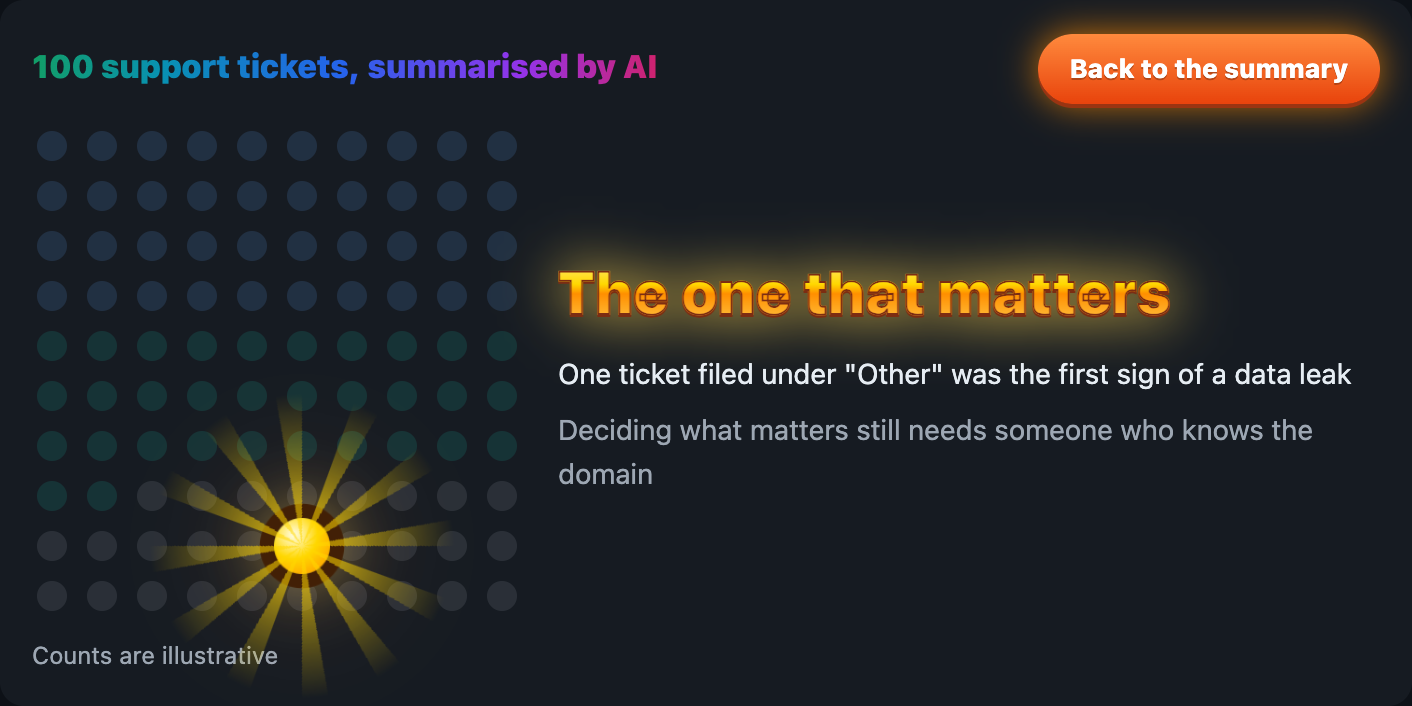 100 support tickets, summarised by AI
Back to the summary
The one that matters
One ticket filed under "Other" was the first sign of a data leak
Deciding what matters still needs someone who knows the
domain
Counts are illustrative